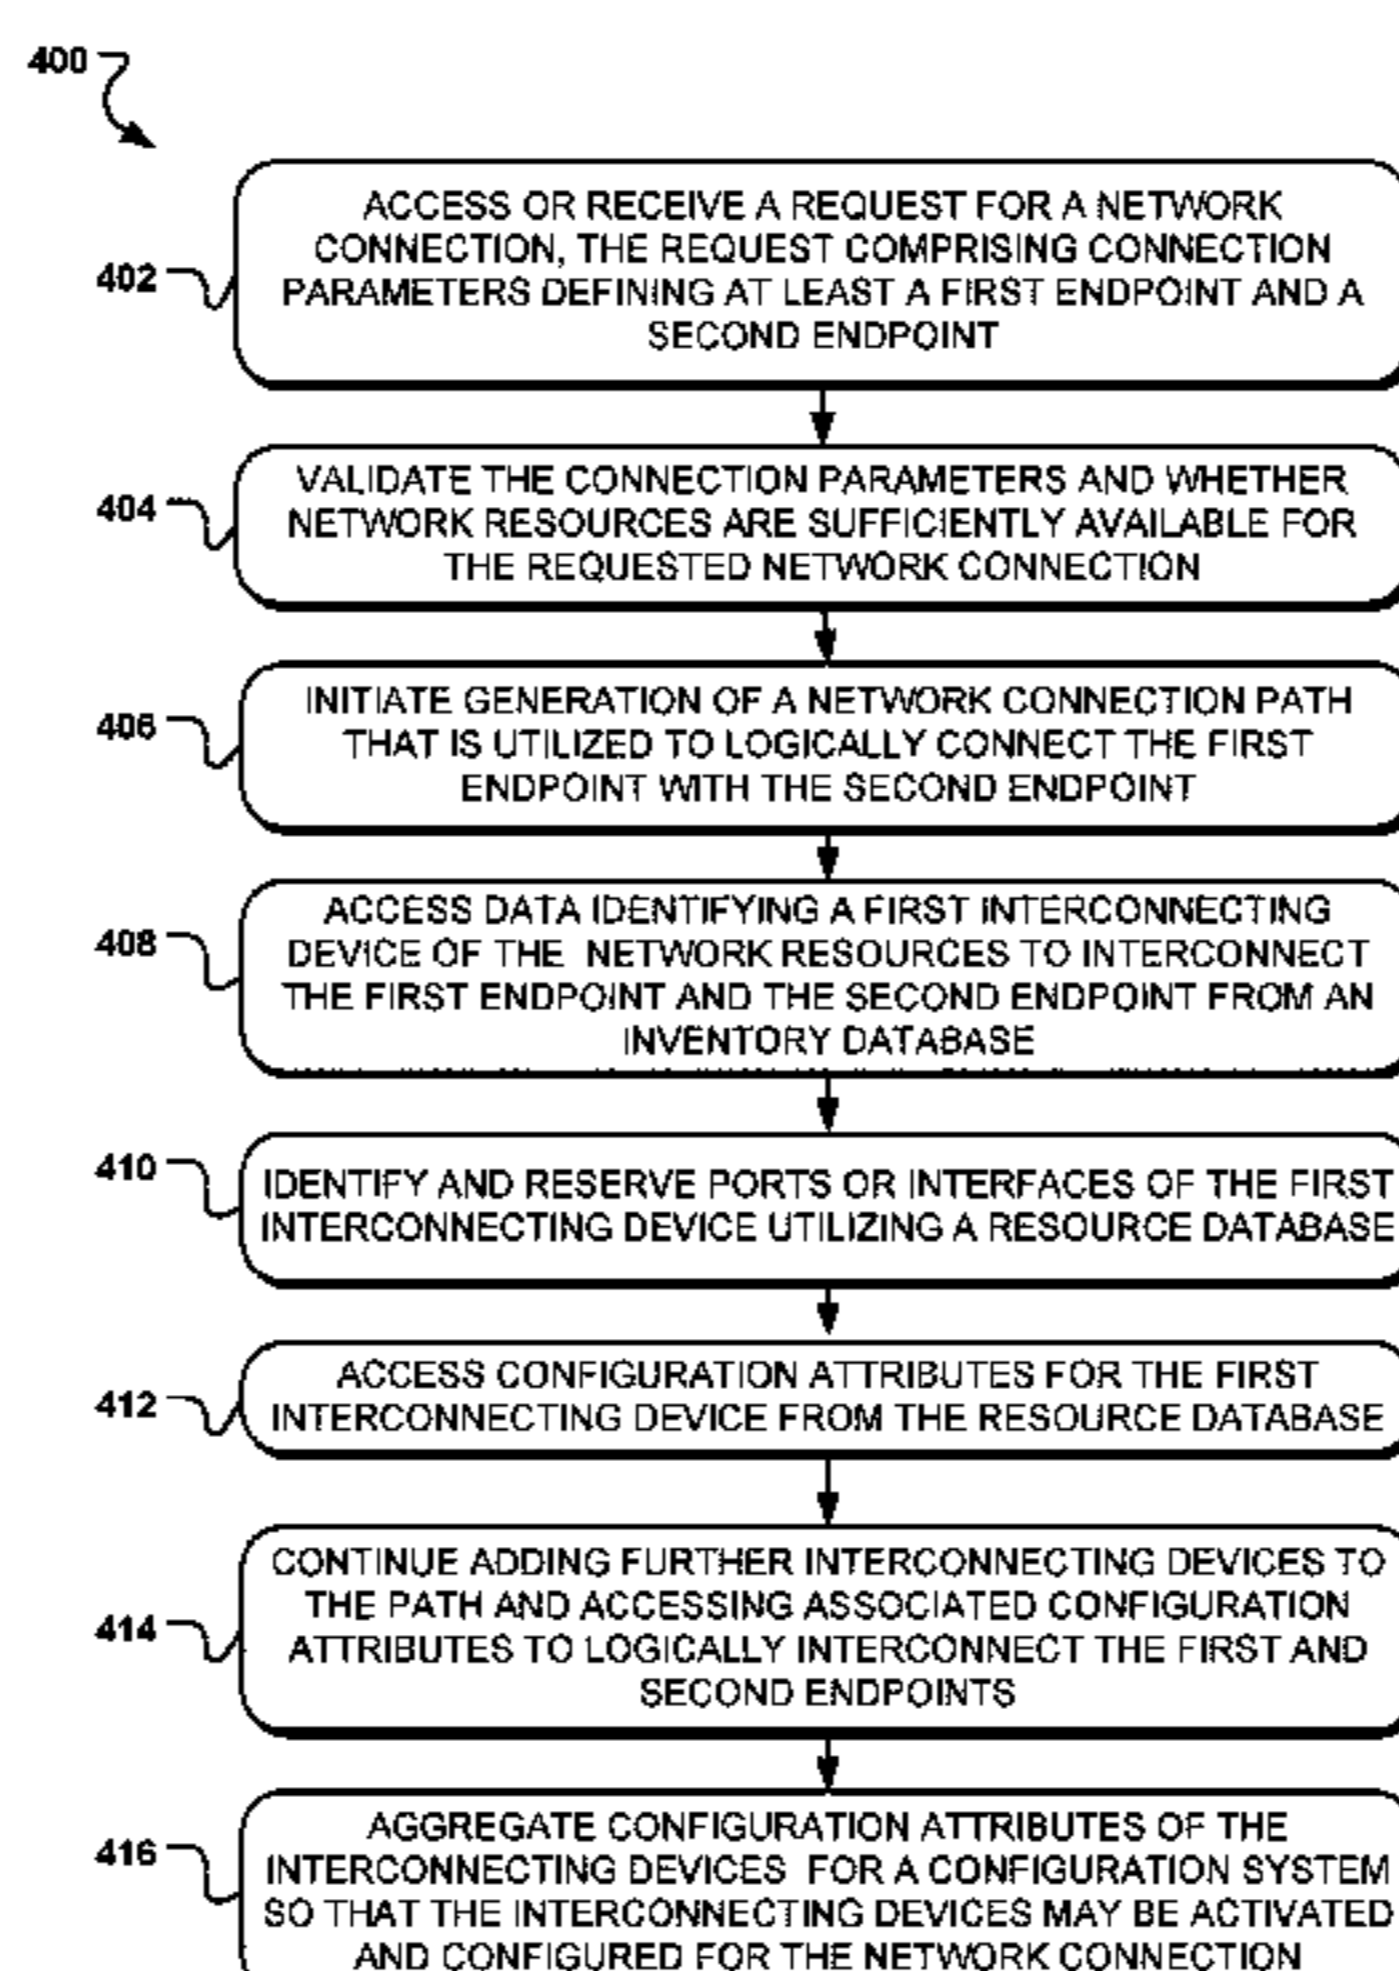 400
402
ACCESS OR RECEIVE A REQUEST FOR A NETWORK
CONNECTION, THE REQUEST COMPRISING CONNECTION
PARAMETERS DEFINING AT LEAST A FIRST ENDPOINT AND A
SECOND ENDPOINT
404
VALIDATE THE CONNECTION PARAMETERS AND WHETHER
NETWORK RESOURCES ARE SUFFICIENTLY AVAILABLE FOR
THE REQUESTED NETWORK CONNECTION
406
INITIATE GENERATION OF A NETWORK CONNECTION PATH
THAT IS UTILIZED TO LOGICALLY CONNECT THE FIRST
ENDPOINT WITH THE SECOND ENDPOINT
408
ACCESS DATA IDENTIFYING A FIRST INTERCONNECTING
DEVICE OF THE NETWORK RESOURCES TO INTERCONNECT
THE FIRST ENDPOINT AND THE SECOND ENDPOINT FROM AN
INVENTORY DATABASE
410
IDENTIFY AND RESERVE PORTS OR INTERFACES OF THE FIRST
INTERCONNECTING DEVICE UTILIZING A RESOURCE DATABASE
412
ACCESS CONFIGURATION ATTRIBUTES FOR THE FIRST
INTERCONNECTING DEVICE FROM THE RESOURCE DATABASE
414
CONTINUE ADDING FURTHER INTERCONNECTING DEVICES TO
THE PATH AND ACCESSING ASSOCIATED CONFIGURATION
ATTRIBUTES TO LOGICALLY INTERCONNECT THE FIRST AND
SECOND ENDPOINTS
416
AGGREGATE CONFIGURATION ATTRIBUTES OF THE
INTERCONNECTING DEVICES FOR A CONFIGURATION SYSTEM
SO THAT THE INTERCONNECTING DEVICES MAY BE ACTIVATED
AND CONFIGURED FOR THE NETWORK CONNECTION